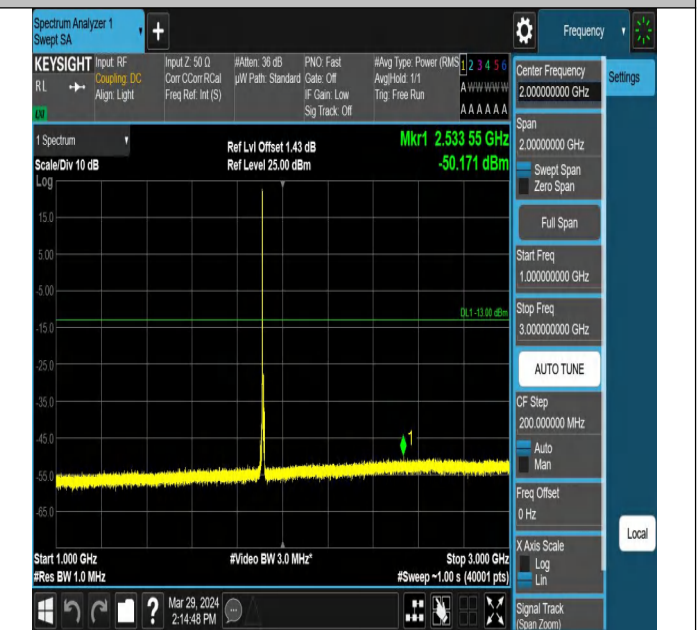 Spectrum Analyzer 1
Swept SA
+
Frequency
KEYSIGHT
RL
LXI
Input: RF
Coupling: DC
Align: Light
Input Z: 50 Ω
Corr CCorr RCal
Freq Ref: Int (S)
#Atten: 36 dB
µW Path: Standard
PNO: Fast
Gate: Off
IF Gain: Low
Sig Track: Off
#Avg Type: Power (RMS
Avg|Hold: 1/1
Trig: Free Run
1 2 3 4 5 6
A W W W W W
A A A A A A
1 Spectrum
Scale/Div 10 dB
Log
Ref Lvl Offset 1.43 dB
Ref Level 25.00 dBm
Mkr1 2.533 55 GHz
-50.171 dBm
15.0
5.00
-5.00
-15.0
-25.0
-35.0
-45.0
-55.0
-65.0
DL1 -13.00 dBm
1
Start 1.000 GHz
#Res BW 1.0 MHz
#Video BW 3.0 MHz*
Stop 3.000 GHz
#Sweep ~1.00 s (40001 pts)
Center Frequency
2.000000000 GHz
Span
2.00000000 GHz
Swept Span
Zero Span
Full Span
Start Freq
1.000000000 GHz
Stop Freq
3.000000000 GHz
AUTO TUNE
CF Step
200.000000 MHz
Auto
Man
Freq Offset
0 Hz
X Axis Scale
Log
Lin
Signal Track
(Span Zoom)
Settings
Local
?
Mar 29, 2024
2:14:48 PM